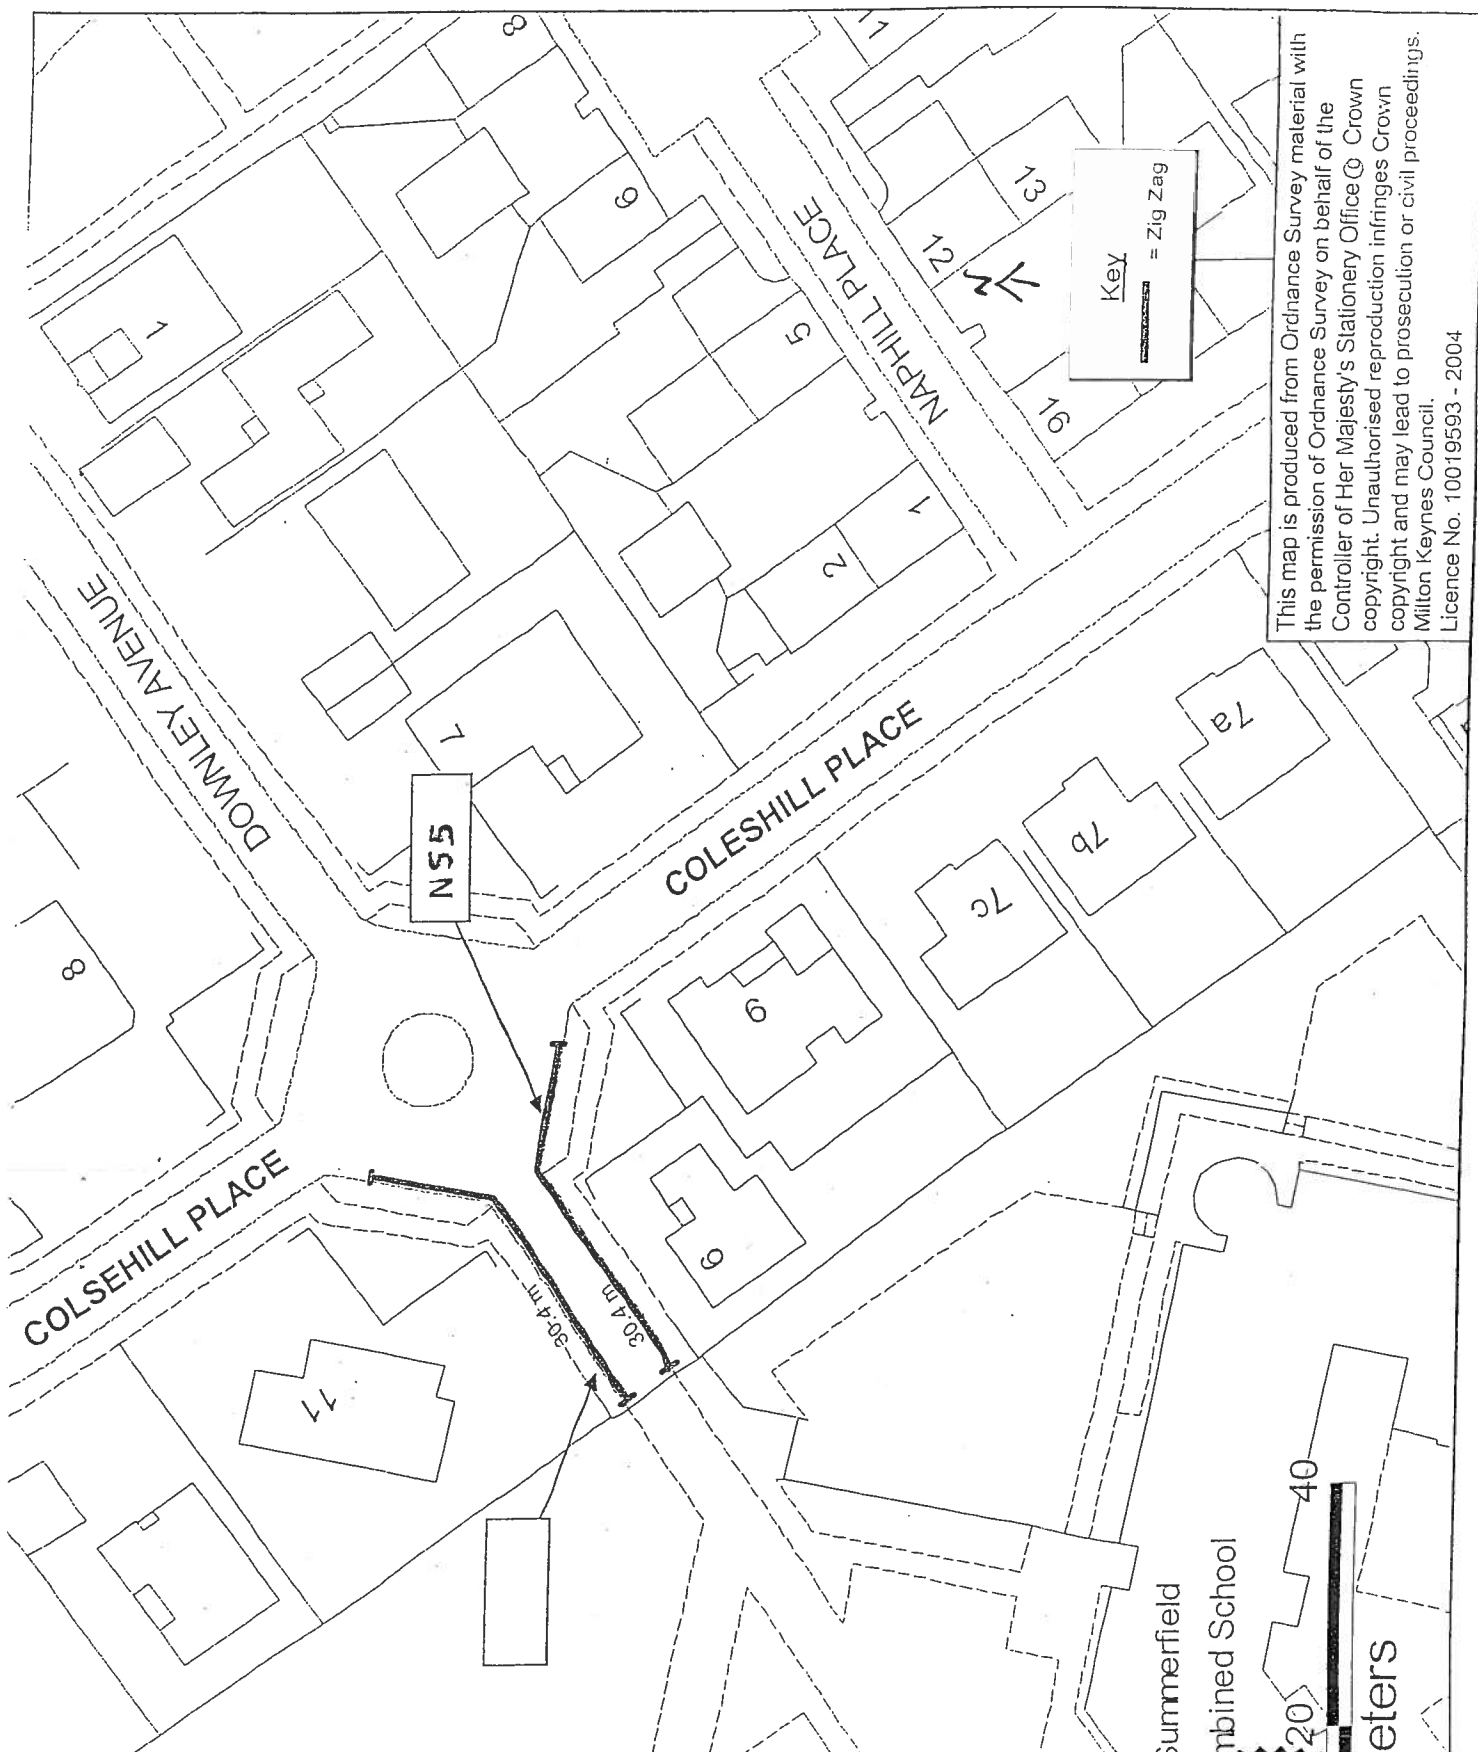 8
11
1
6
NAPHILL PLACE
12
13
N
Key
= Zig Zag
5
16
DOWNLEY AVENUE
1
2
7
N55
COLESHILL PLACE
7a
7b
7c
9
8
COLSEHILL PLACE
30.4 m
30.4 m
6
11
Summerfield
mbined School
20
40
eters
This map is produced from Ordnance Survey material with
the permission of Ordnance Survey on behalf of the
Controller of Her Majesty's Stationery Office © Crown
copyright. Unauthorised reproduction infringes Crown
copyright and may lead to prosecution or civil proceedings.
Milton Keynes Council.
Licence No. 10019593 - 2004